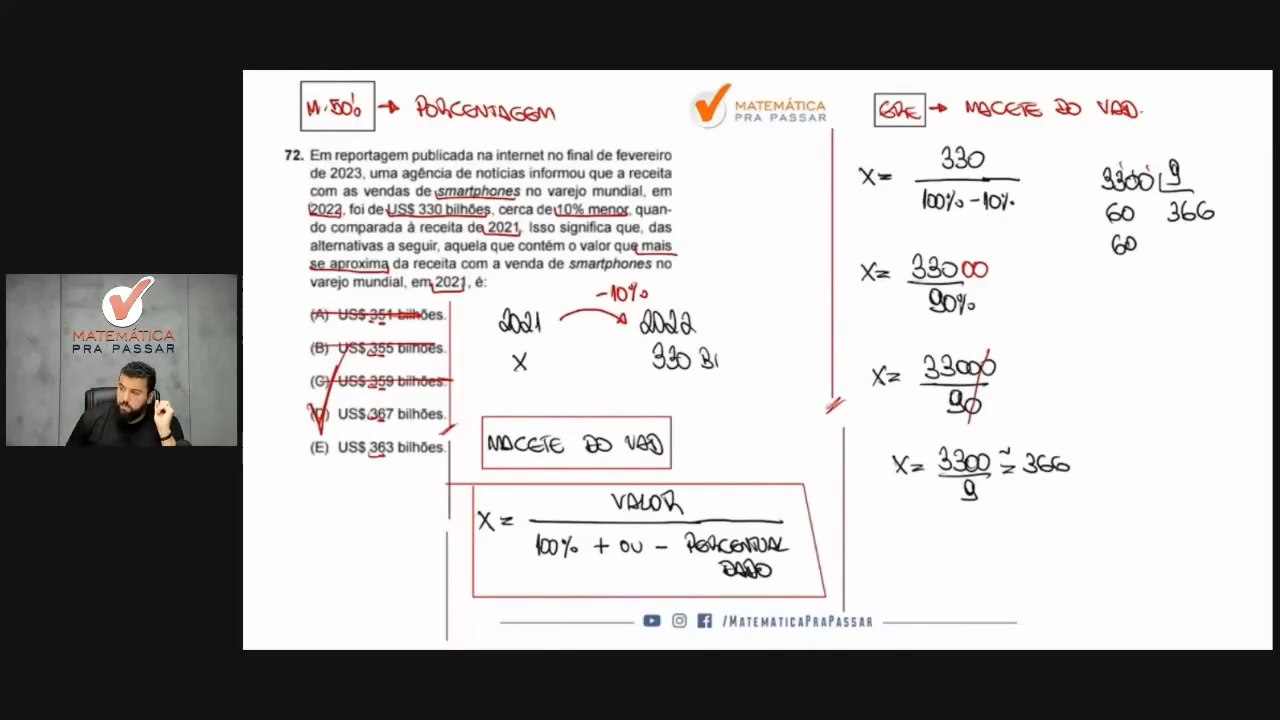 M.50% → PORCENTAGEM
MATEMÁTICA
PRA PASSAR
72. Em reportagem publicada na internet no final de fevereiro
de 2023, uma agência de notícias informou que a receita
com as vendas de smartphones no varejo mundial, em
2022, foi de US$ 330 bilhões, cerca de 10% menor, quan-
do comparada à receita de 2021. Isso significa que, das
alternativas a seguir, aquela que contém o valor que mais
se aproxima da receita com a venda de smartphones no
varejo mundial, em 2021, é:
(A) US$ 351 bilhões.
(B) US$ 355 bilhões.
(C) US$ 359 bilhões.
(D) US$ 367 bilhões.
(E) US$ 363 bilhões.
-10%
2021 2022
X 330 BI
MACETE DO VAD
X = VALOR
100% + OU - PERCENTUAL
DADO
→ MACETE DO VAD.
X = 330
100% - 10%
3300 9
60 366
60
X = 33000
90%
X = 33000
90
X = 3300 ≃ 366
9
MATEMÁTICA
PRA PASSAR
/MATEMATICAPRAPASSAR